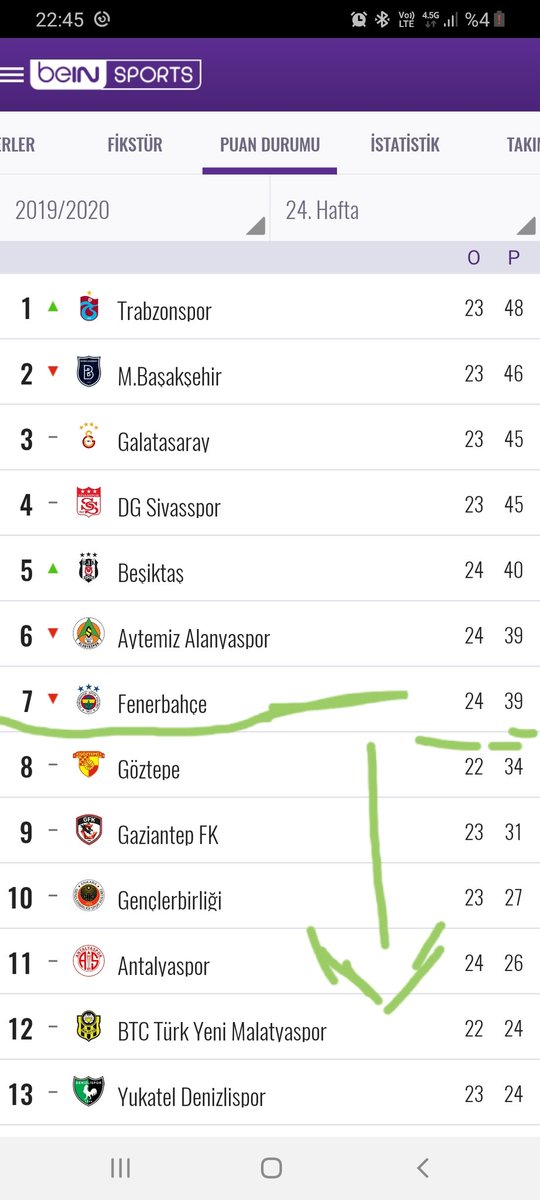 22:45 Vo) LTE 4.5G %4
beIN SPORTS
ERLER FİKSTÜR PUAN DURUMU İSTATİSTİK TAKIM
2019/2020 24. Hafta
O P
1 Trabzonspor 23 48
2 M.Başakşehir 23 46
3 Galatasaray 23 45
4 DG Sivasspor 23 45
5 Beşiktaş 24 40
6 Aytemiz Alanyaspor 24 39
7 Fenerbahçe 24 39
8 Göztepe 22 34
9 Gaziantep FK 23 31
10 Gençlerbirliği 23 27
11 Antalyaspor 24 26
12 BTC Türk Yeni Malatyaspor 22 24
13 Yukatel Denizlispor 23 24